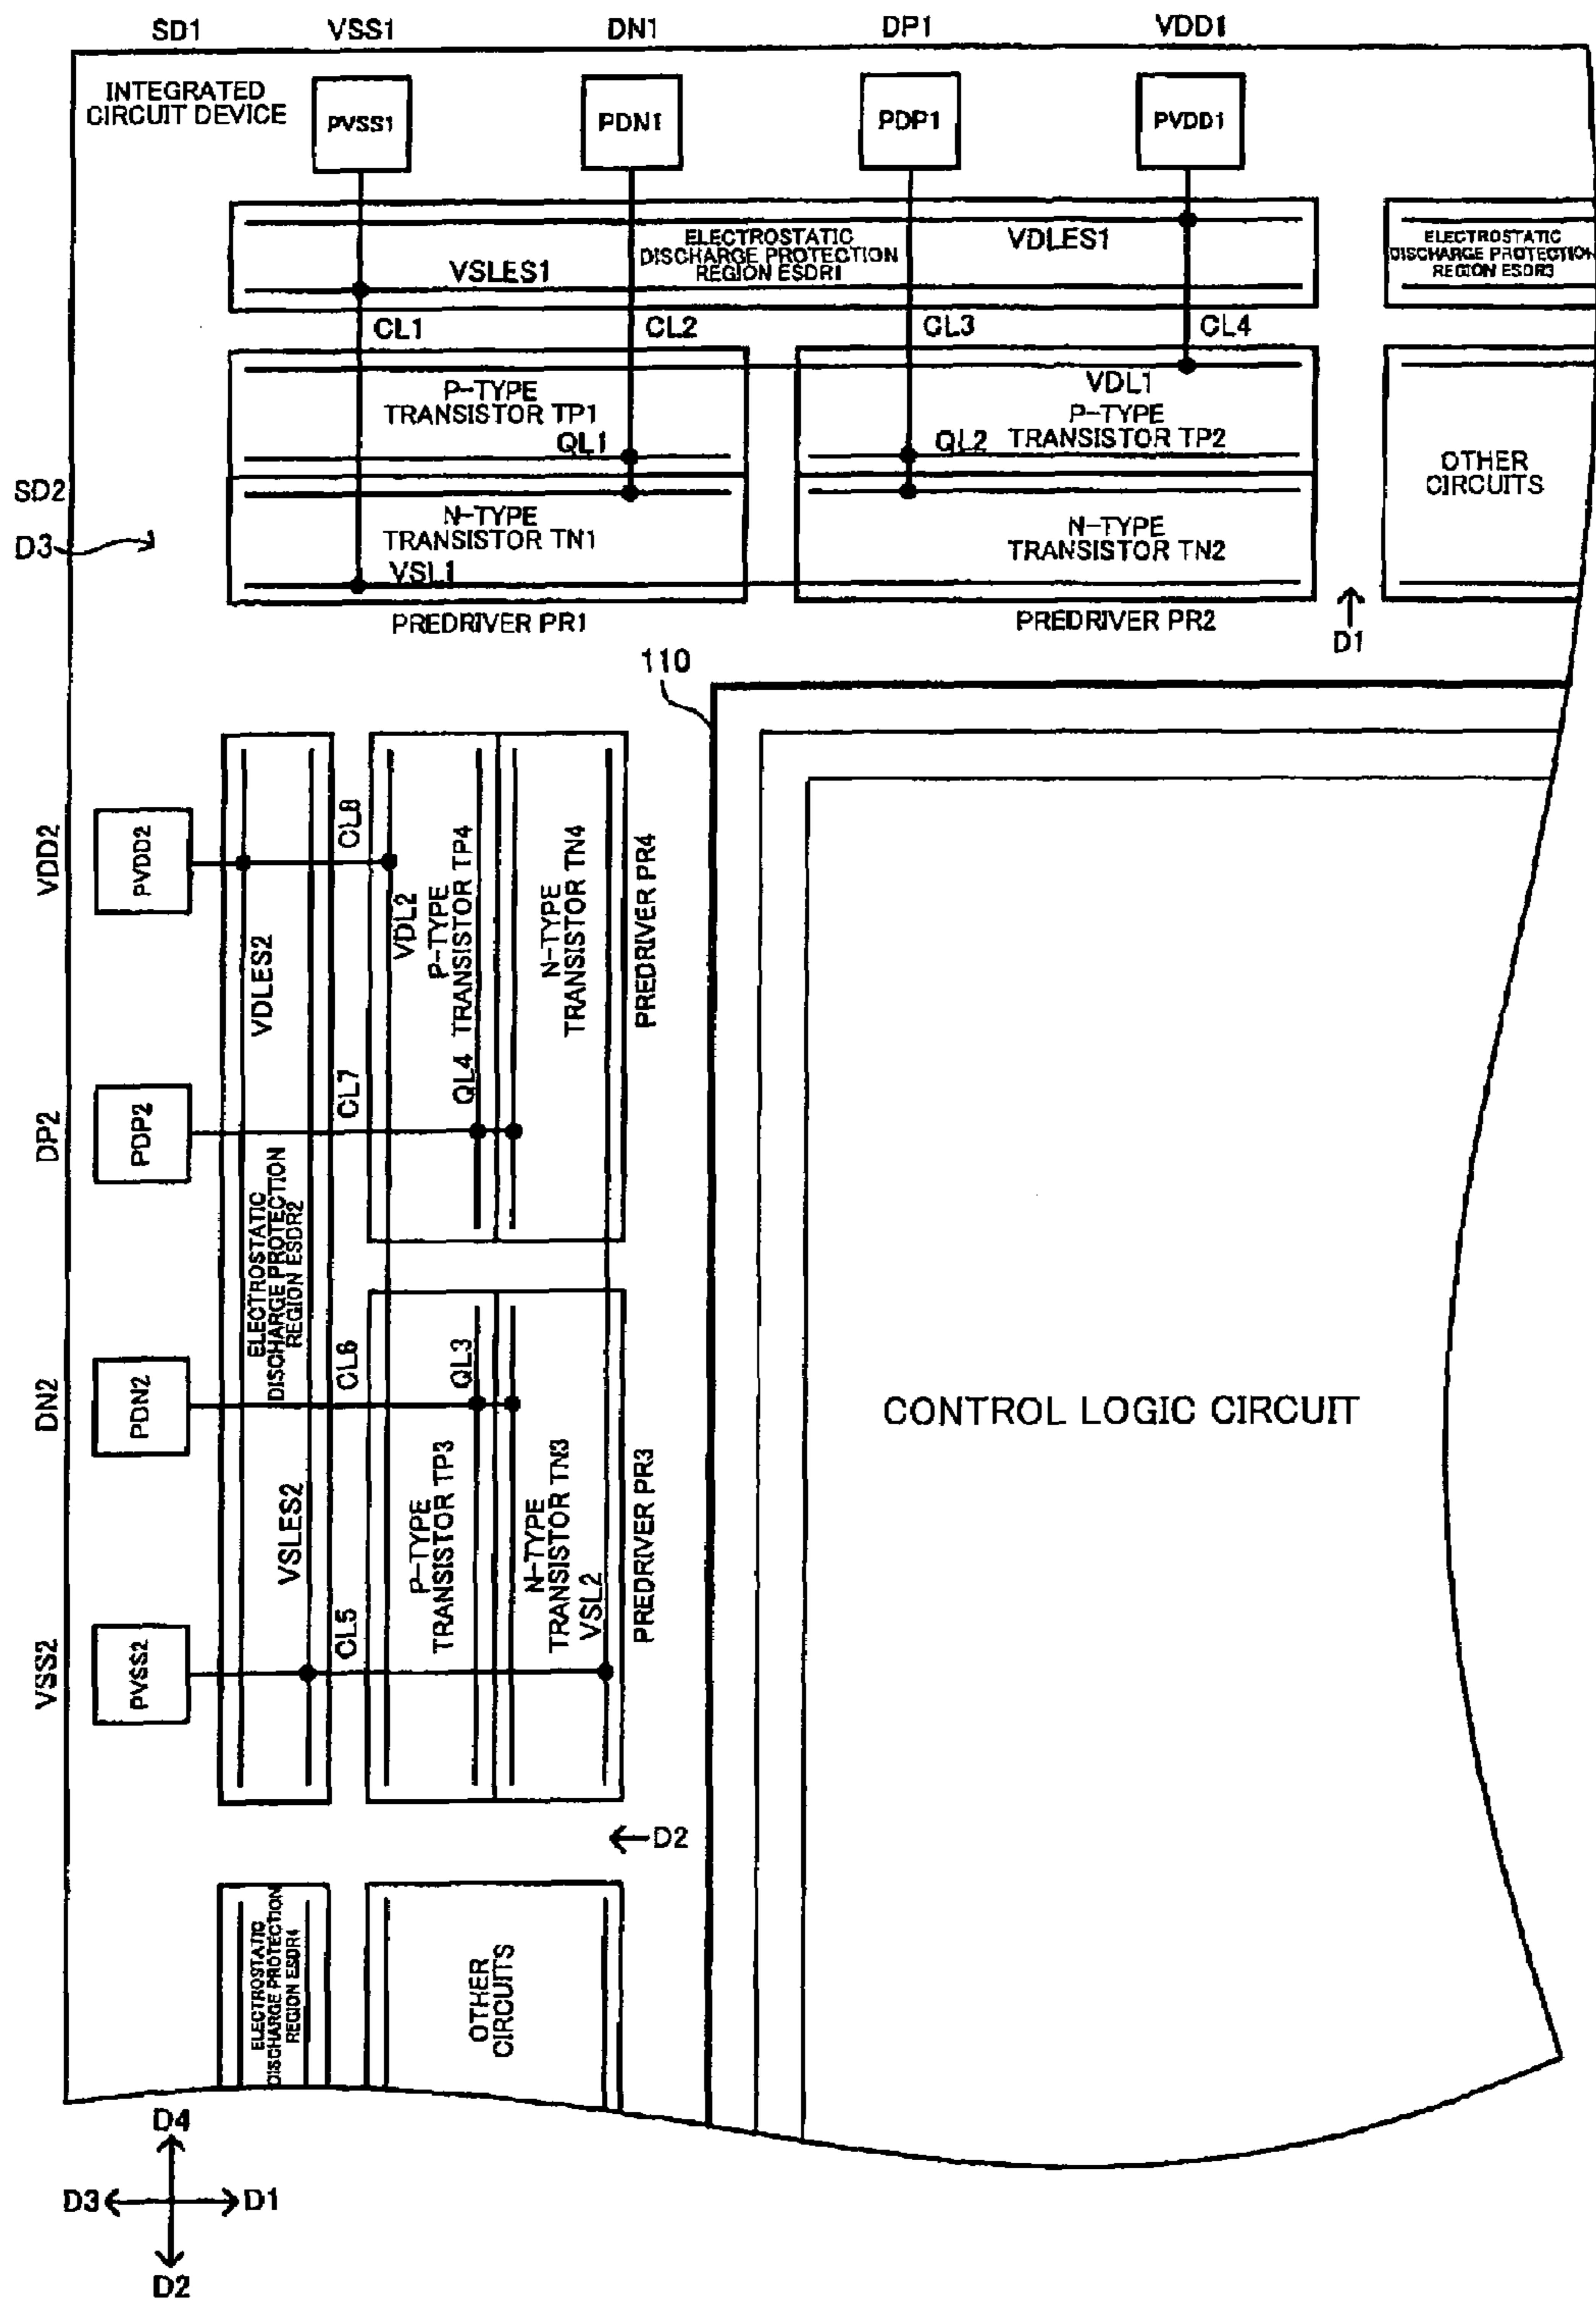 SD1 VSS1 DN1 DP1 VDD1
INTEGRATED
CIRCUIT DEVICE
PVSS1 PDN1 PDP1 PVDD1
ELECTROSTATIC
DISCHARGE PROTECTION
REGION ESDR1
VDLES1
VSLES1
ELECTROSTATIC
DISCHARGE PROTECTION
REGION ESDR3
CL1 CL2 CL3 CL4
P-TYPE
TRANSISTOR TP1
QL1
VDL1
P-TYPE
TRANSISTOR TP2
QL2
OTHER
CIRCUITS
SD2
D3
N-TYPE
TRANSISTOR TN1
VSL1
N-TYPE
TRANSISTOR TN2
PREDRIVER PR1
PREDRIVER PR2
D1
110
VDD2
PVDD2
VDLES2
CL8
VDL2
P-TYPE
TRANSISTOR TP4
N-TYPE
TRANSISTOR TN4
PREDRIVER PR4
DP2
PDP2
CL7
QL4
ELECTROSTATIC
DISCHARGE PROTECTION
REGION ESDR2
DN2
PDN2
CL6
QL3
CONTROL LOGIC CIRCUIT
VSLES2
P-TYPE
TRANSISTOR TP3
N-TYPE
TRANSISTOR TN3
VSL2
PREDRIVER PR3
VSS2
PVSS2
CL5
D2
ELECTROSTATIC
DISCHARGE PROTECTION
REGION ESDR4
OTHER
CIRCUITS
D4
D3 D1
D2